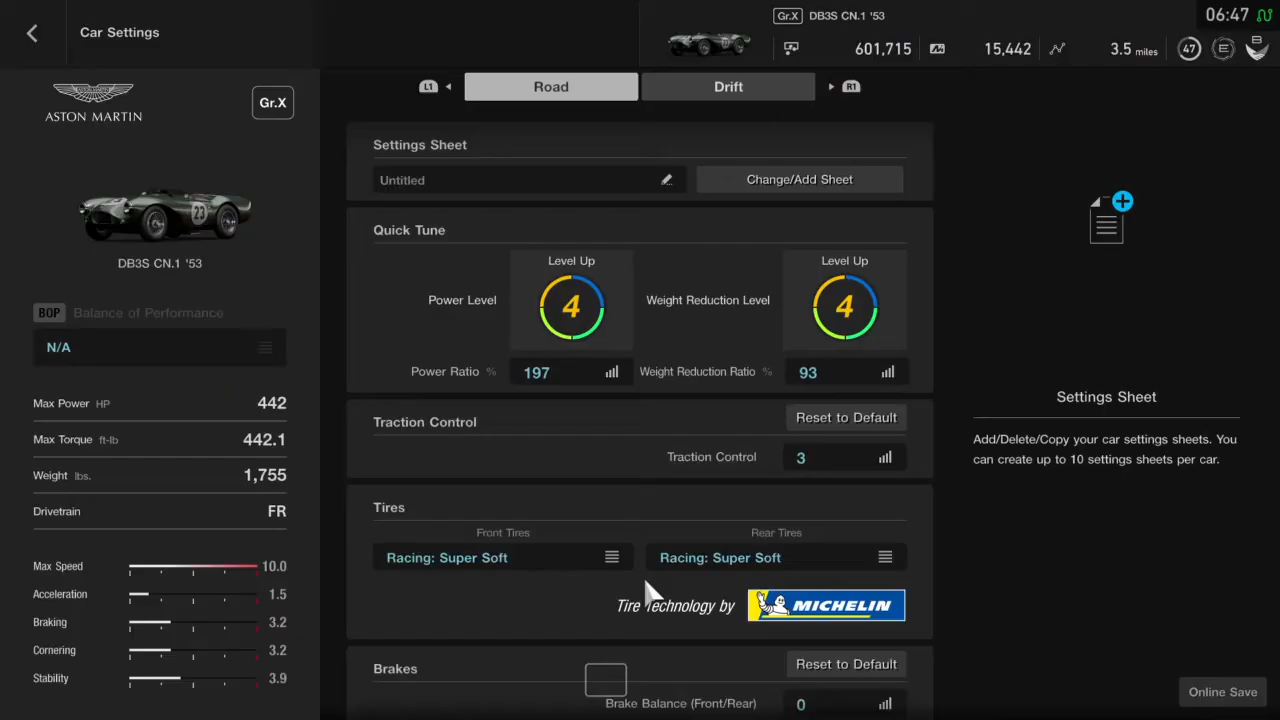 Car Settings
Gr.X DB3S CN.1 '53
601,715 15,442 3.5 miles 47 E B
06:47
ASTON MARTIN
Gr.X
23
DB3S CN.1 '53
BOP Balance of Performance
N/A
Max Power HP 442
Max Torque ft-lb 442.1
Weight lbs. 1,755
Drivetrain FR
Max Speed 10.0
Acceleration 1.5
Braking 3.2
Cornering 3.2
Stability 3.9
L1 Road Drift R1
Settings Sheet
Untitled Change/Add Sheet
Quick Tune
Level Up Level Up
Power Level 4 Weight Reduction Level 4
Power Ratio % 197 Weight Reduction Ratio % 93
Traction Control Reset to Default
Traction Control 3
Tires
Front Tires Rear Tires
Racing: Super Soft Racing: Super Soft
Tire Technology by MICHELIN
Brakes Reset to Default
Brake Balance (Front/Rear) 0
Settings Sheet
Add/Delete/Copy your car settings sheets. You
can create up to 10 settings sheets per car.
Online Save